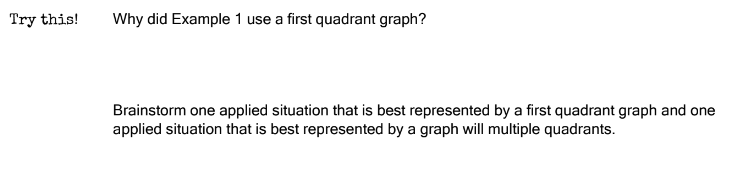 Try this! Why did Example 1 use a first quadrant graph?
Brainstorm one applied situation that is best represented by a first quadrant graph and one
applied situation that is best represented by a graph will multiple quadrants.